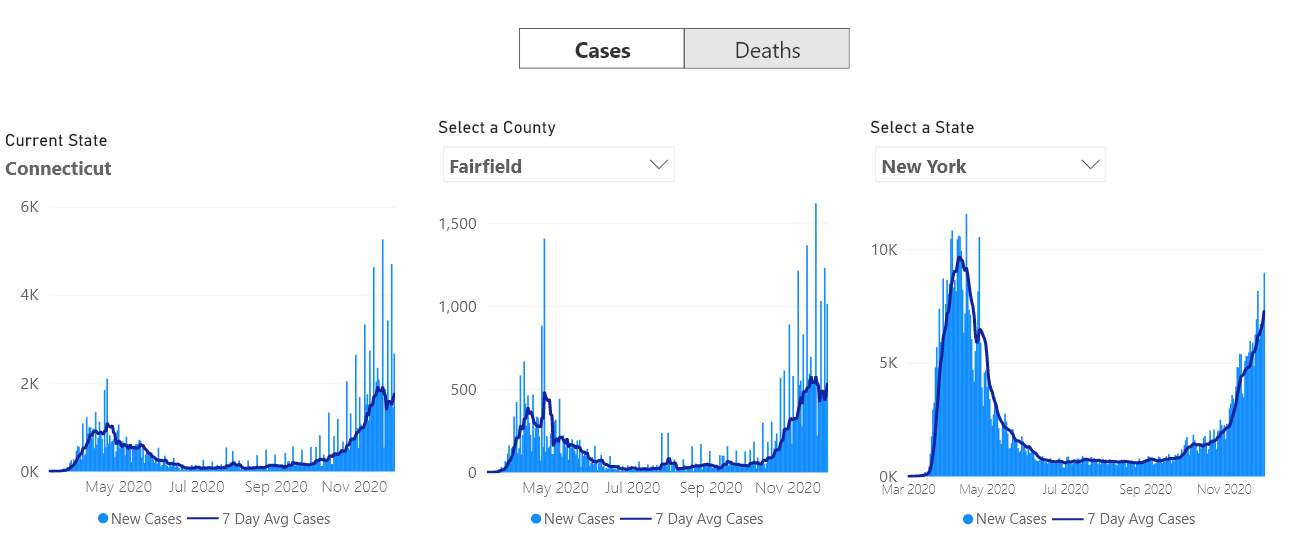 Cases Deaths
Current State
Connecticut
6K
4K
2K
0K
May 2020 Jul 2020 Sep 2020 Nov 2020
New Cases 7 Day Avg Cases
Select a County
Fairfield
1,500
1,000
500
0
May 2020 Jul 2020 Sep 2020 Nov 2020
New Cases 7 Day Avg Cases
Select a State
New York
10K
5K
0K
Mar 2020 May 2020 Jul 2020 Sep 2020 Nov 2020
New Cases 7 Day Avg Cases